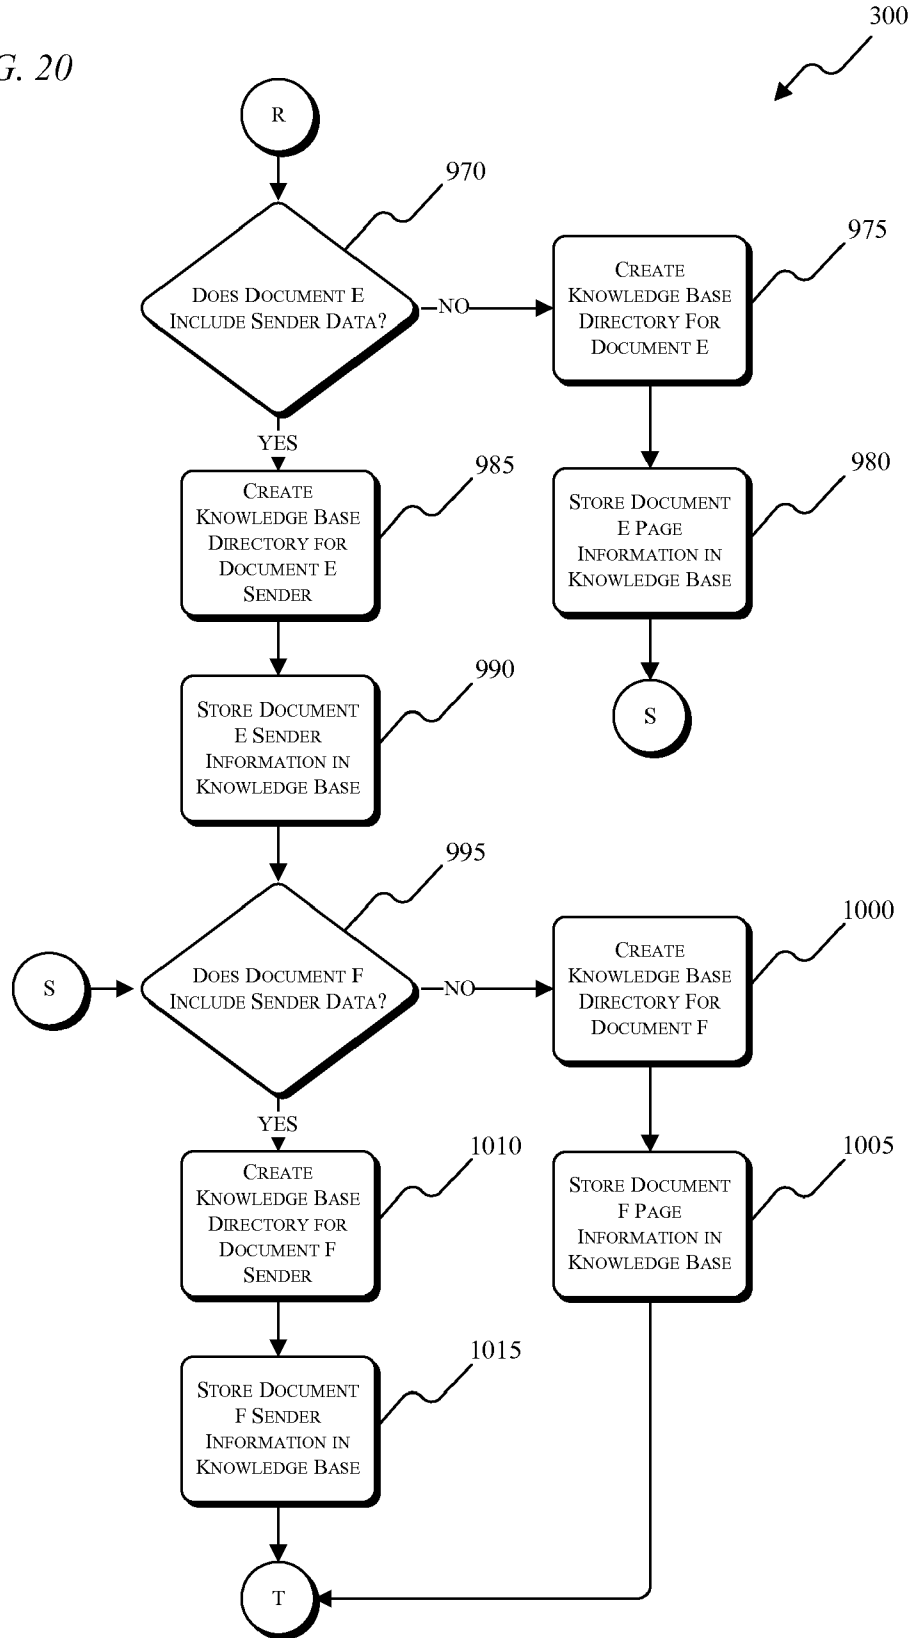 300
G. 20
R
970
DOES DOCUMENT E
INCLUDE SENDER DATA?
NO
975
CREATE
KNOWLEDGE BASE
DIRECTORY FOR
DOCUMENT E
YES
985
CREATE
KNOWLEDGE BASE
DIRECTORY FOR
DOCUMENT E
SENDER
980
STORE DOCUMENT
E PAGE
INFORMATION IN
KNOWLEDGE BASE
990
STORE DOCUMENT
E SENDER
INFORMATION IN
KNOWLEDGE BASE
S
995
S
DOES DOCUMENT F
INCLUDE SENDER DATA?
NO
1000
CREATE
KNOWLEDGE BASE
DIRECTORY FOR
DOCUMENT F
YES
1010
CREATE
KNOWLEDGE BASE
DIRECTORY FOR
DOCUMENT F
SENDER
1005
STORE DOCUMENT
F PAGE
INFORMATION IN
KNOWLEDGE BASE
1015
STORE DOCUMENT
F SENDER
INFORMATION IN
KNOWLEDGE BASE
T